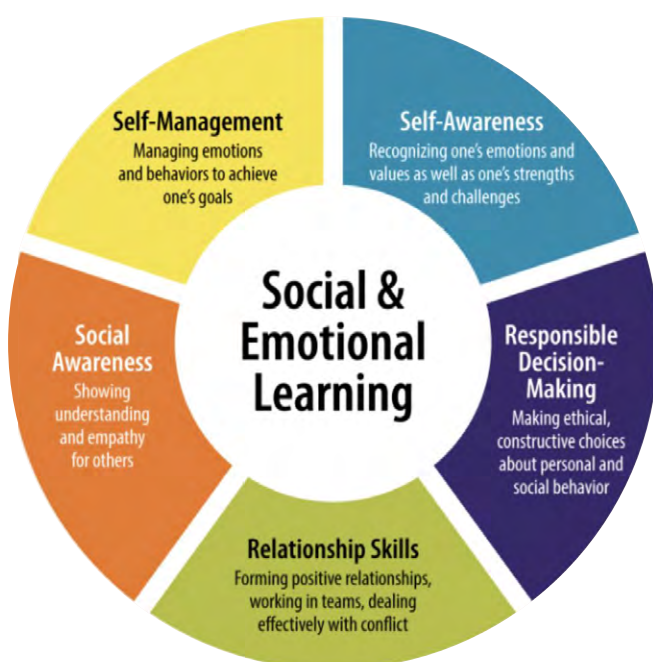 Self-Management
Managing emotions
and behaviors to achieve
one's goals
Self-Awareness
Recognizing one's emotions and
values as well as one's strengths
and challenges
Social &
Emotional
Learning
Social
Awareness
Showing
understanding
and empathy
for others
Responsible
Decision-
Making
Making ethical,
constructive choices
about personal and
social behavior
Relationship Skills
Forming positive relationships,
working in teams, dealing
effectively with conflict